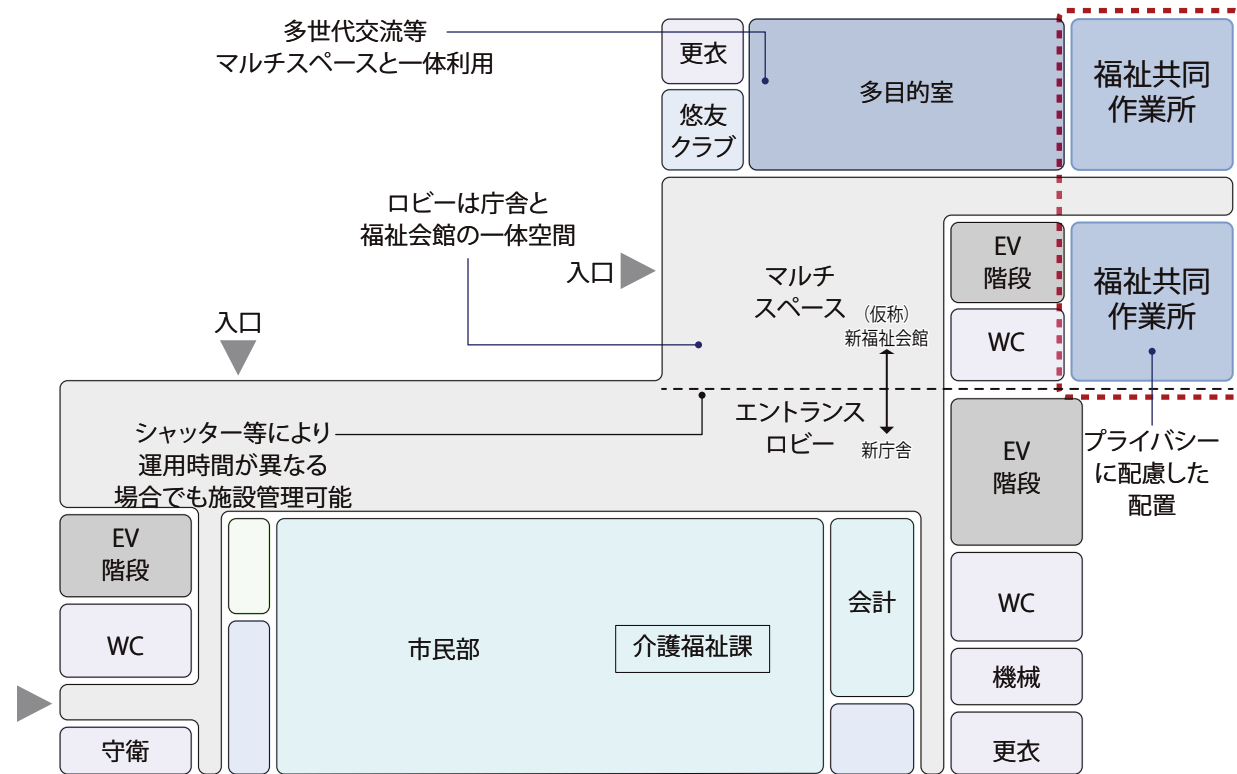 多世代交流等
マルチスペースと一体利用
更衣
悠友
クラブ
多目的室
福祉共同
作業所
ロビーは庁舎と
福祉会館の一体空間
入口
マルチ
スペース
（仮称）
新福祉会館
EV
階段
WC
福祉共同
作業所
入口
エントランス
ロビー
新庁舎
シャッター等により
運用時間が異なる
場合でも施設管理可能
EV
階段
プライバシー
に配慮した
配置
EV
階段
WC
市民部
介護福祉課
会計
WC
機械
守衛
更衣